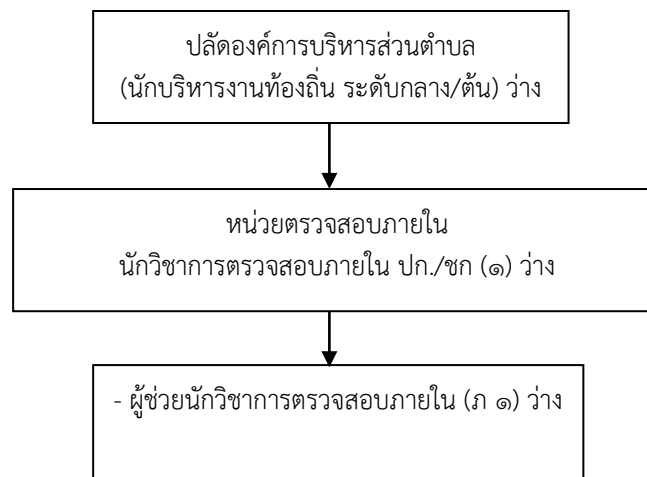 ปลัดองค์การบริหารส่วนตำบล
(นักบริหารงานท้องถิ่น ระดับกลาง/ต้น) ว่าง
หน่วยตรวจสอบภายใน
นักวิชาการตรวจสอบภายใน ปก./ชก (๑) ว่าง
- ผู้ช่วยนักวิชาการตรวจสอบภายใน (ภ ๑) ว่าง